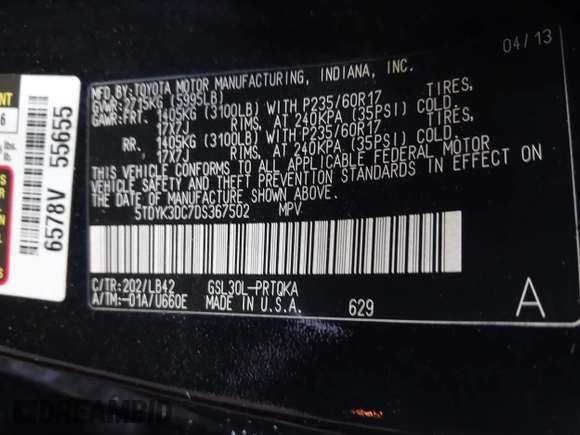 04/13
MFD. BY: TOYOTA MOTOR MANUFACTURING, INDIANA, INC.
GVWR: 2715KG (5995LB)
GAWR: FRT. 1405KG (3100LB) WITH P235/60R17 TIRES,
17X7J RIMS, AT 240KPA (35PSI) COLD.
RR. 1405KG (3100LB) WITH P235/60R17 TIRES,
17X7J RIMS, AT 240KPA (35PSI) COLD.
THIS VEHICLE CONFORMS TO ALL APPLICABLE FEDERAL MOTOR
VEHICLE SAFETY AND THEFT PREVENTION STANDARDS IN EFFECT ON
THE DATE OF MANUFACTURE SHOWN ABOVE.
5TDYK3DC7DS367502 MPV
C/TR: 202/LB42 GSL30L-PRTQKA
A/TM: -01A/U660E MADE IN U.S.A. 629 A
6578V 55655
DREAMBID